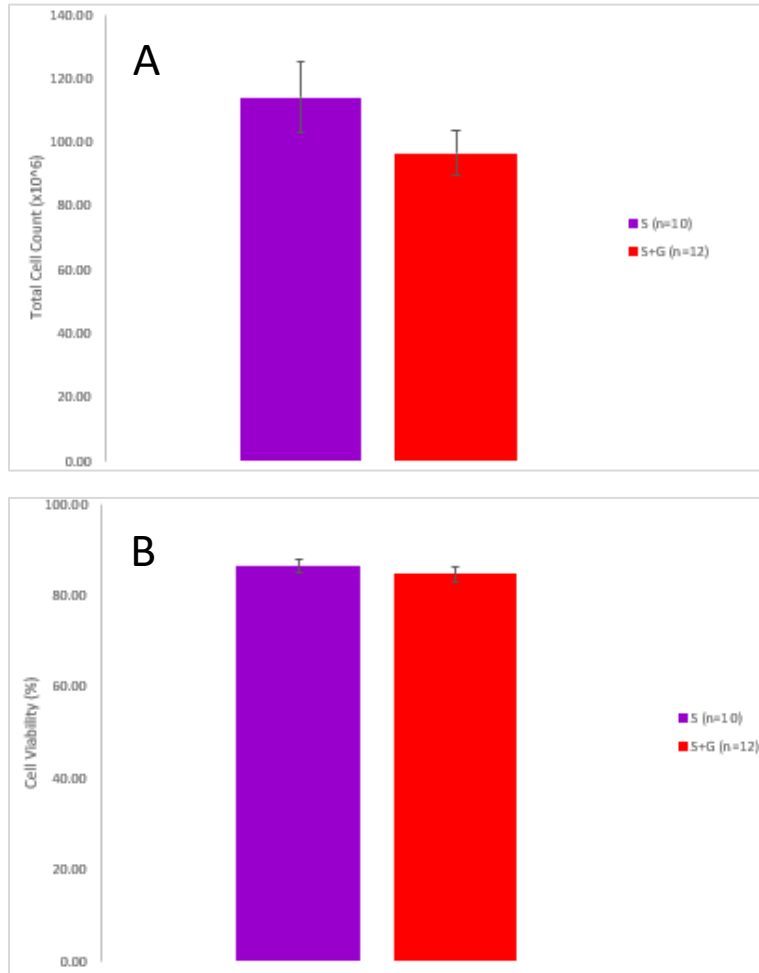 A
140.00
120.00
100.00
80.00
60.00
40.00
20.00
0.00
Total Cell Count (x10^6)
S (n=10)
S+G (n=12)
B
100.00
80.00
60.00
40.00
20.00
0.00
Cell Viability (%)
S (n=10)
S+G (n=12)